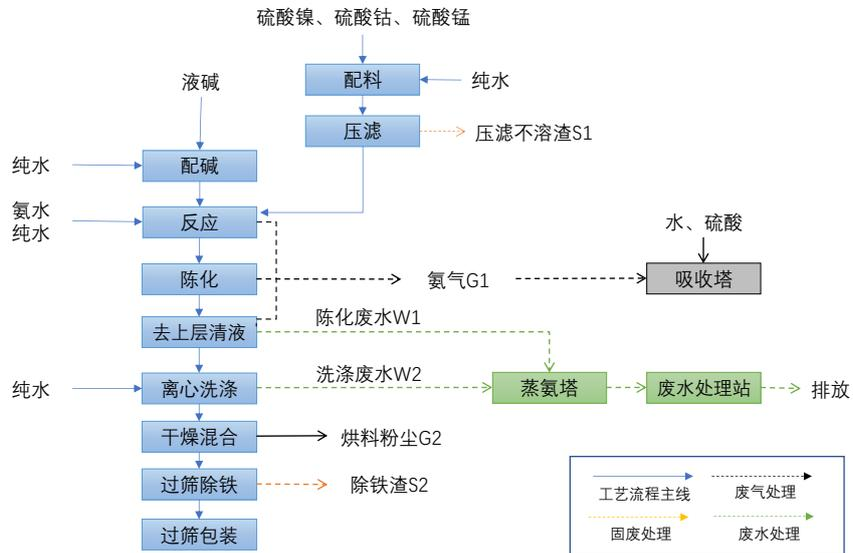 硫酸镍、硫酸钴、硫酸锰
配料
纯水
液碱
压滤
压滤不溶渣S1
纯水
配碱
氨水
纯水
反应
水、硫酸
陈化
氨气G1
吸收塔
去上层清液
陈化废水W1
纯水
离心洗涤
洗涤废水W2
蒸氨塔
废水处理站
排放
干燥混合
烘料粉尘G2
过筛除铁
除铁渣S2
过筛包装
工艺流程主线
废气处理
固废处理
废水处理